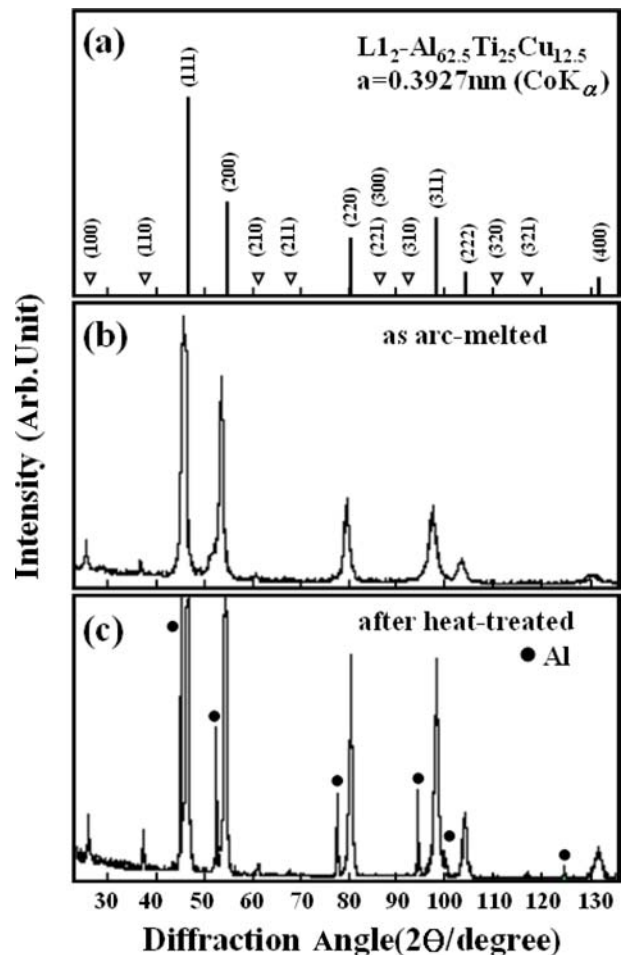 (a)
L1₂-Al₆₂.₅Ti₂₅Cu₁₂.₅
a=0.3927nm (CoKα)
(100)
(110)
(111)
(200)
(210)
(211)
(220)
(221) (300)
(310)
(311)
(222)
(320)
(321)
(400)
(b)
as arc-melted
(c)
after heat-treated
● Al
30 40 50 60 70 80 90 100 110 120 130
Intensity (Arb.Unit)
Diffraction Angle(2Θ/degree)